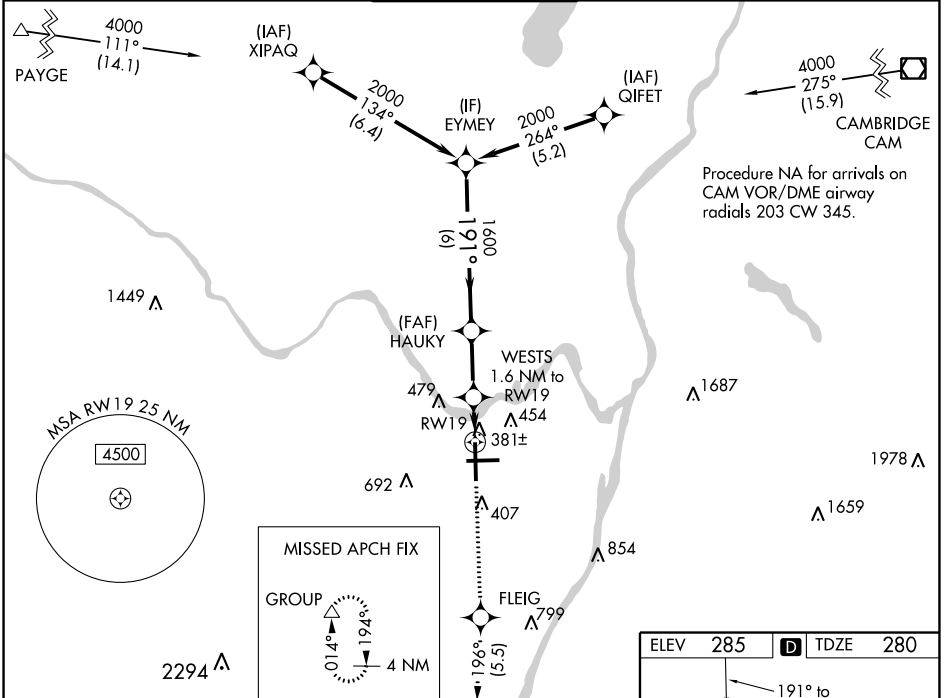 4000
111°
(14.1)
PAYGE
(IAF)
XIPAQ
2000
134°
(6.4)
(IF)
EYMEY
2000
264°
(5.2)
(IAF)
QIFET
4000
275°
(15.9)
CAMBRIDGE
CAM
Procedure NA for arrivals on
CAM VOR/DME airway
radials 203 CW 345.
1600
191°
(6)
1449
(FAF)
HAUKY
WESTS
1.6 NM to
RW19
479
454
RW19
381±
1687
MSA RW19 25 NM
4500
692
407
1978
1659
854
MISSED APCH FIX
GROUP
014°
194°
4 NM
FLEIG
799
196°
(5.5)
2294
ELEV 285 D TDZE 280
191° to